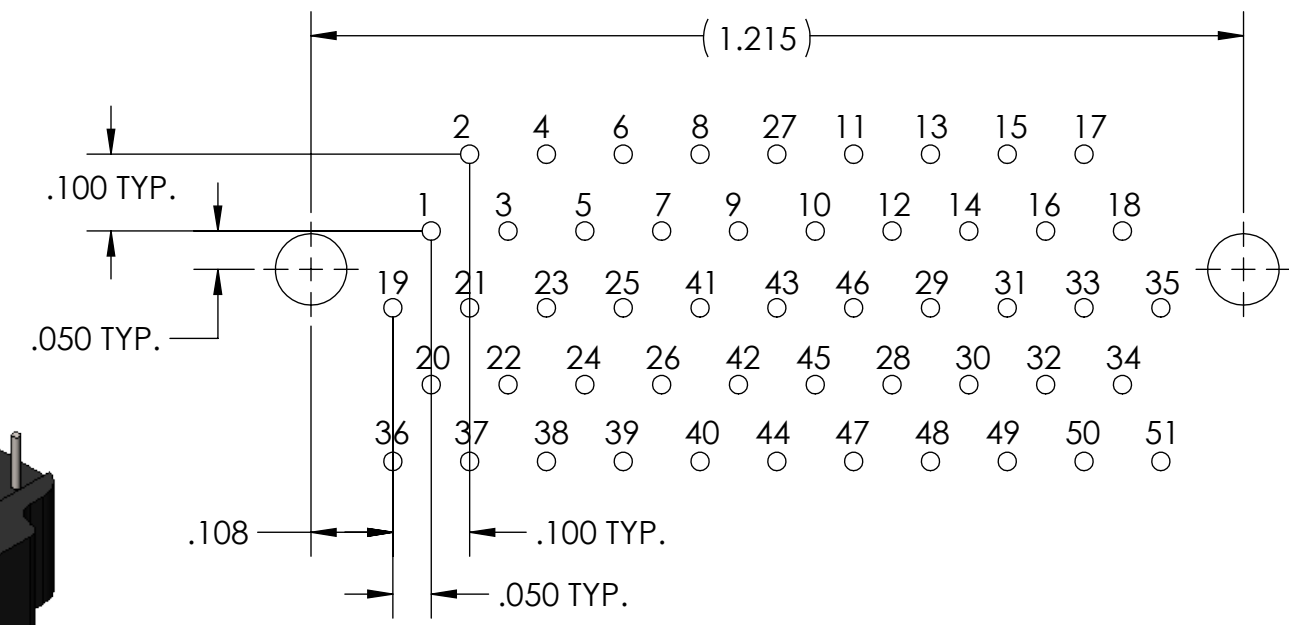 ( 1.215 )
2 4 6 8 27 11 13 15 17
.100 TYP.
1 3 5 7 9 10 12 14 16 18
19 21 23 25 41 43 46 29 31 33 35
.050 TYP.
20 22 24 26 42 45 28 30 32 34
36 37 38 39 40 44 47 48 49 50 51
.108 .100 TYP.
.050 TYP.